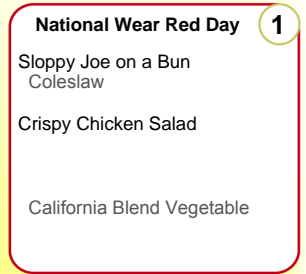 National Wear Red Day 1
Sloppy Joe on a Bun
Coleslaw
Crispy Chicken Salad
California Blend Vegetable